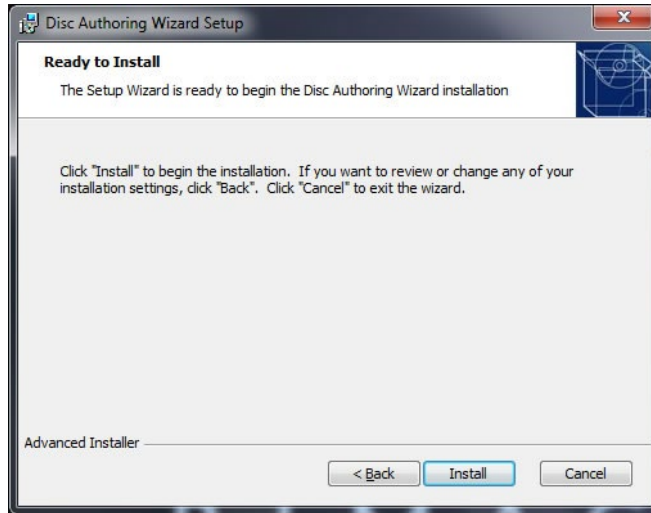 Disc Authoring Wizard Setup
Ready to Install
The Setup Wizard is ready to begin the Disc Authoring Wizard installation
Click "Install" to begin the installation. If you want to review or change any of your
installation settings, click "Back". Click "Cancel" to exit the wizard.
Advanced Installer
< Back Install Cancel